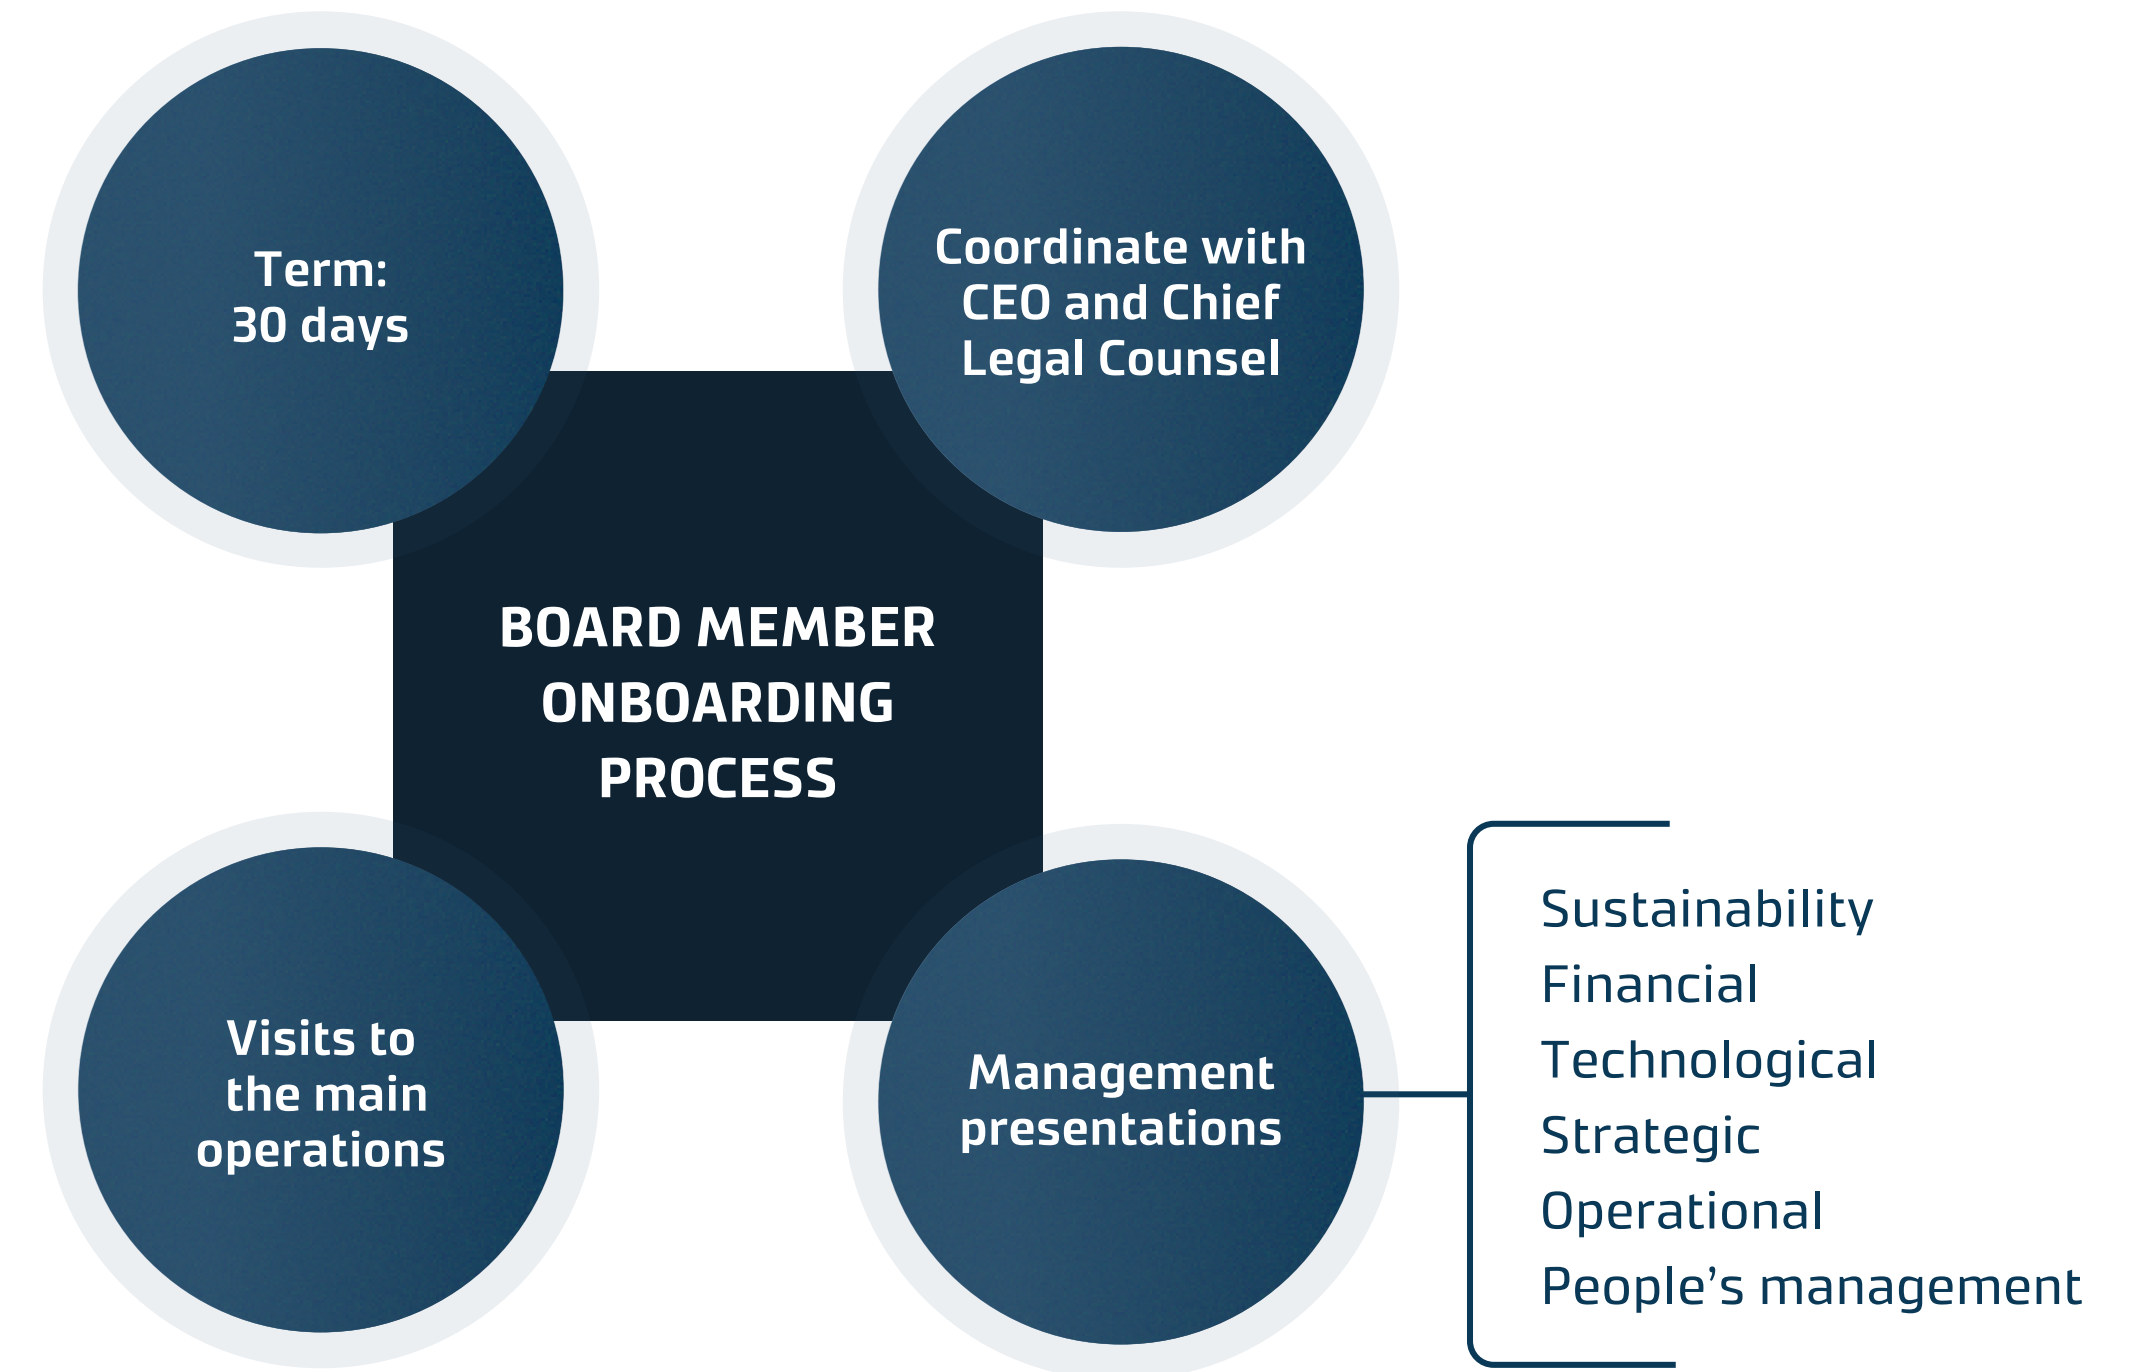 Term:
30 days
Coordinate with
CEO and Chief
Legal Counsel
BOARD MEMBER
ONBOARDING
PROCESS
Visits to
the main
operations
Management
presentations
Sustainability
Financial
Technological
Strategic
Operational
People’s management